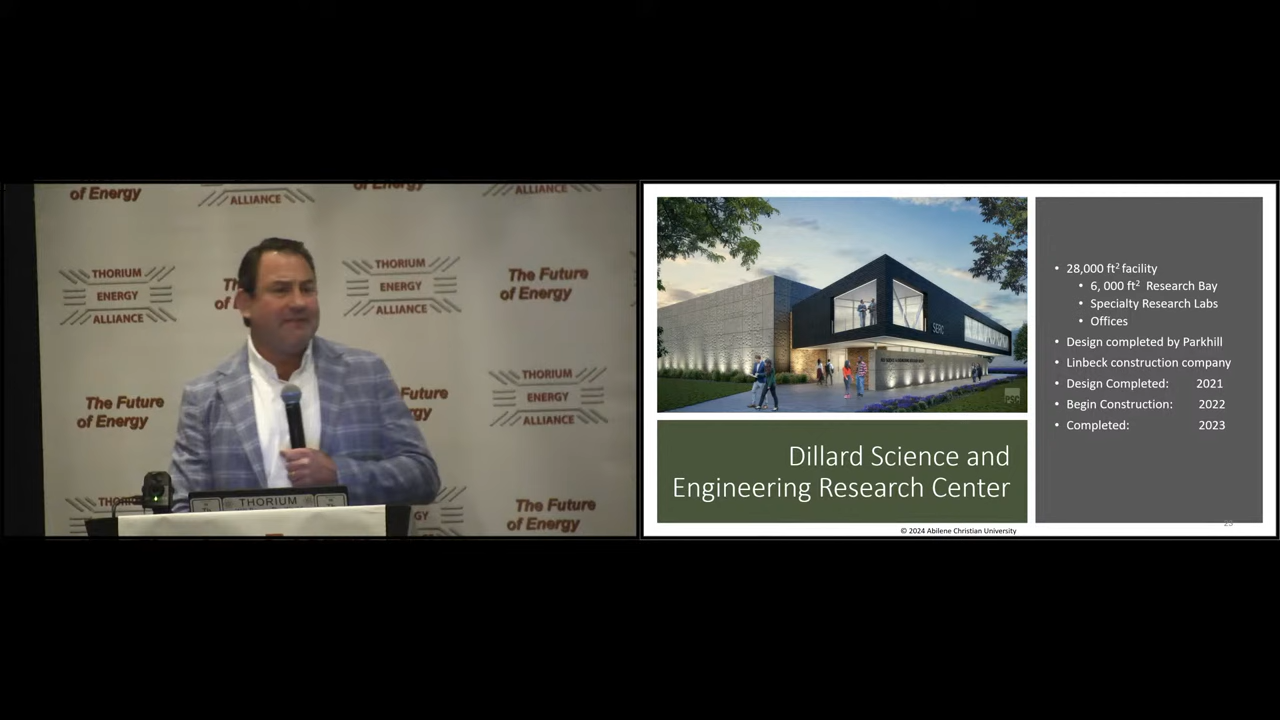 of Energy
ALLIANCE
of Energy
ALLIANCE
THORIUM
ENERGY
ALLIANCE
THORIUM
ENERGY
ALLIANCE
The Future
of Energy
The Future
of Energy
Future
ergy
THORIUM
ENERGY
ALLIANCE
The Future
of Energy
THORIUM
SERC
Dillard Science and
Engineering Research Center
• 28,000 ft² facility
• 6, 000 ft² Research Bay
• Specialty Research Labs
• Offices
• Design completed by Parkhill
• Linbeck construction company
• Design Completed: 2021
• Begin Construction: 2022
• Completed: 2023
© 2024 Abilene Christian University